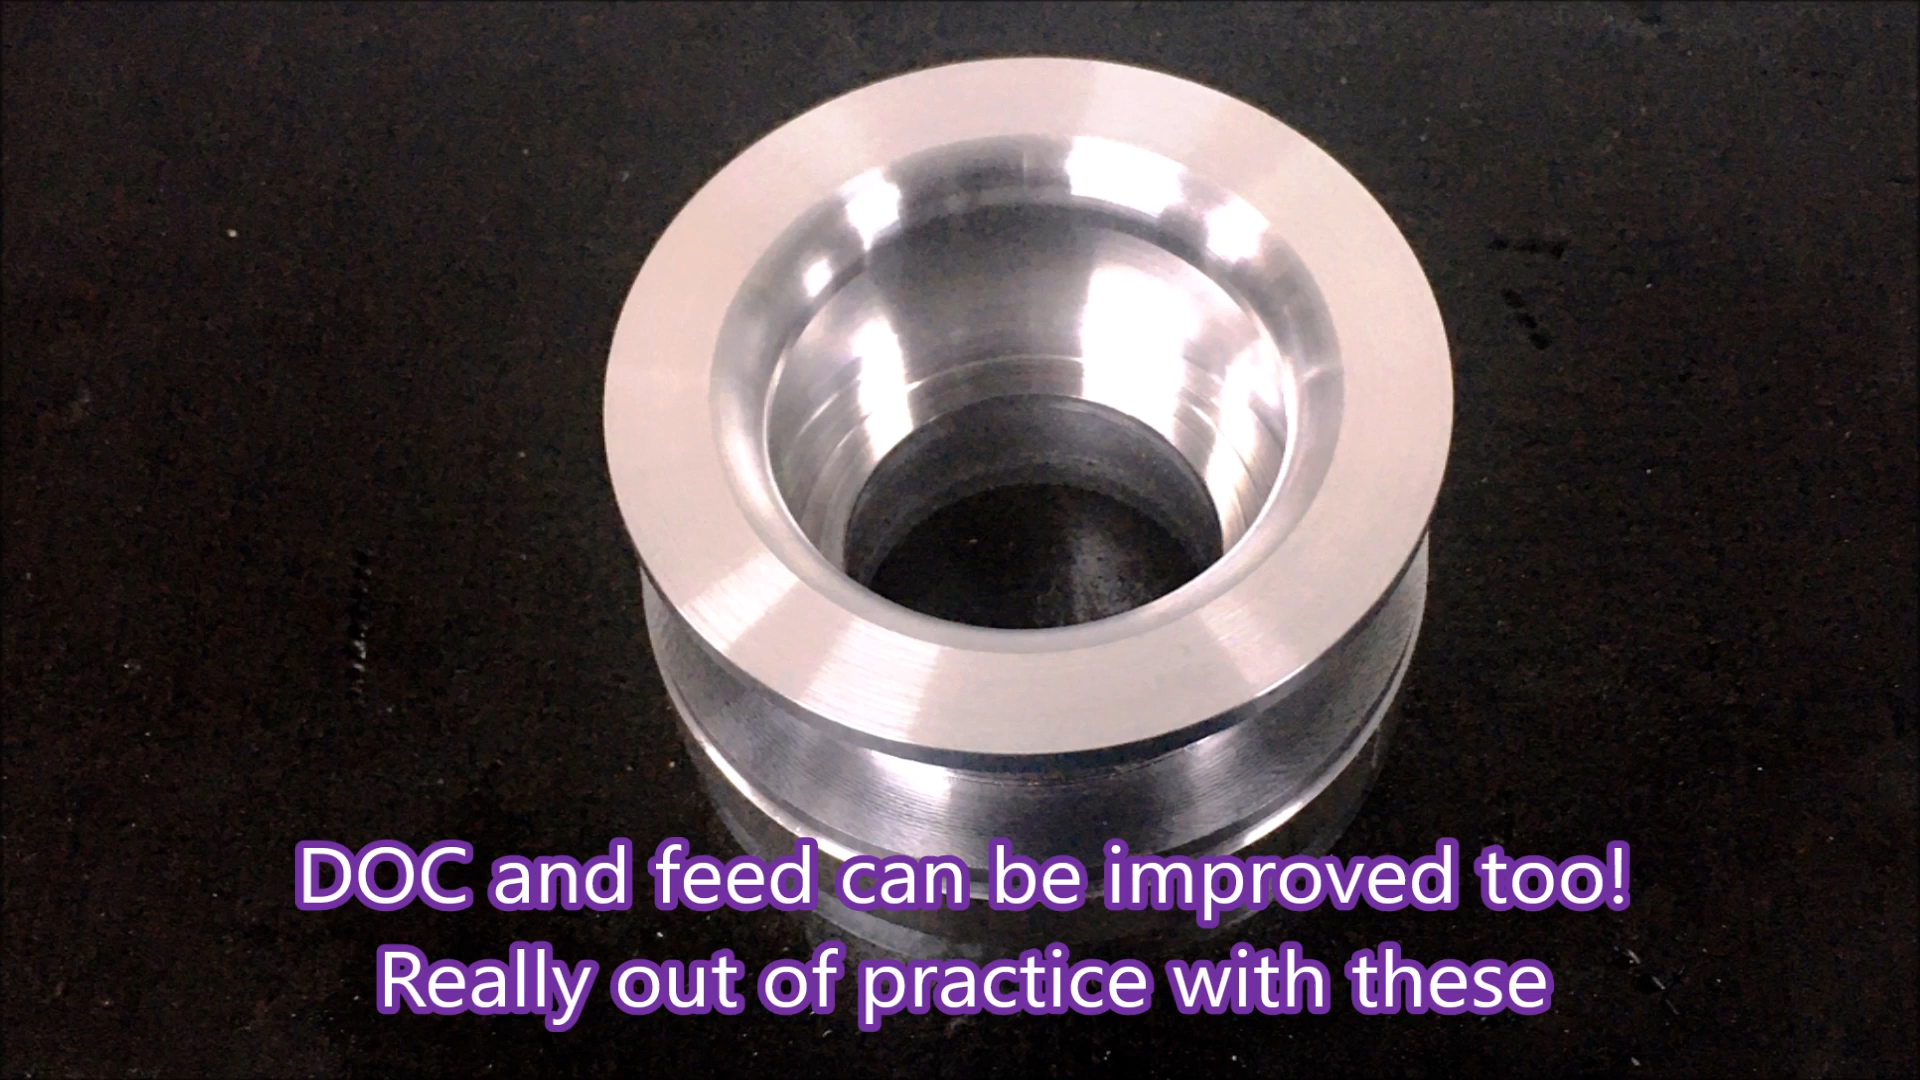 DOC and feed can be improved too!
Really out of practice with these